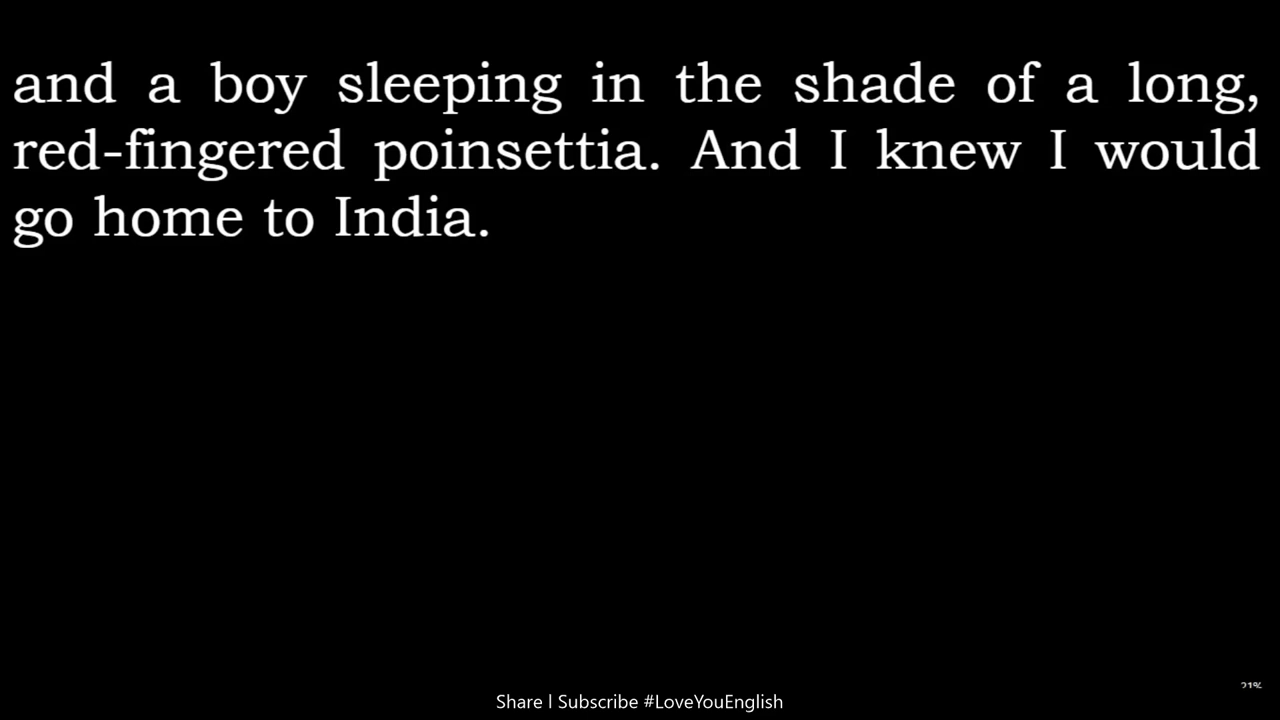 and a boy sleeping in the shade of a long,
red-fingered poinsettia. And I knew I would
go home to India.
21%
Share | Subscribe #LoveYouEnglish